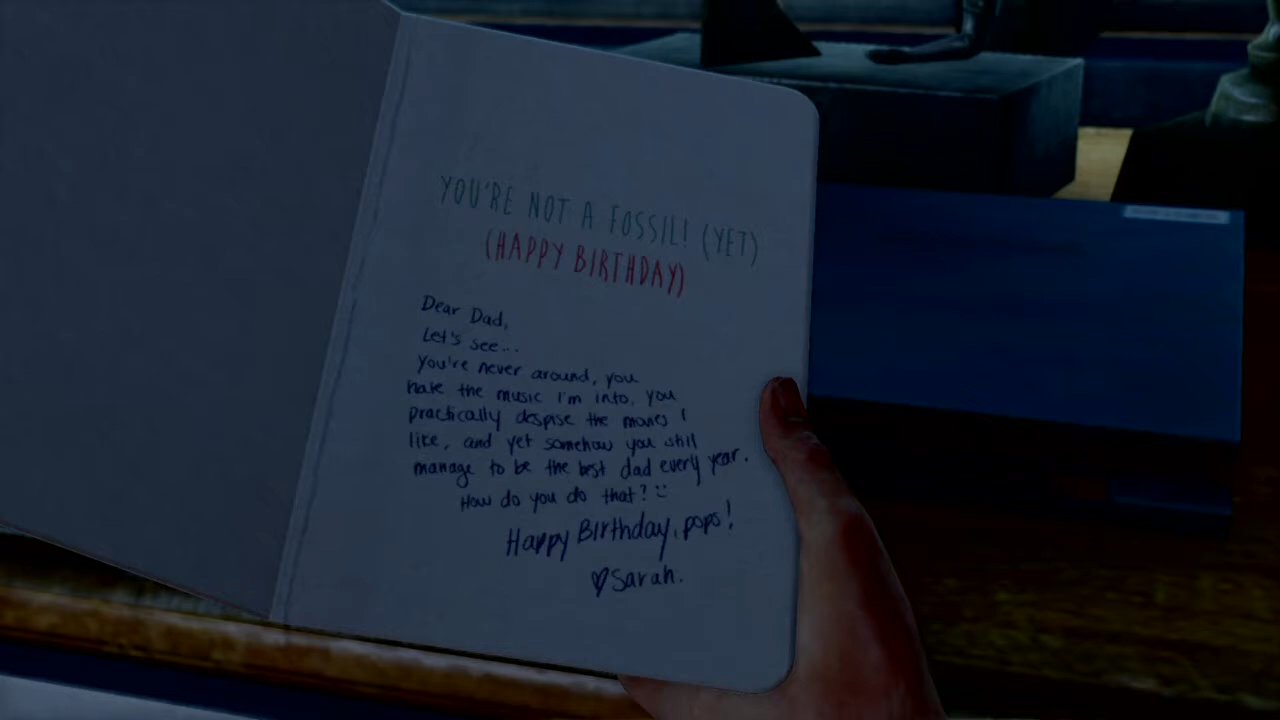 YOU'RE NOT A FOSSIL! (YET)
(HAPPY BIRTHDAY)
Dear Dad,
Let's see...
You're never around, you
hate the music I'm into, you
practically despise the movies I
like, and yet somehow you still
manage to be the best dad every year.
How do you do that? :)
Happy Birthday, pops!
♡Sarah.